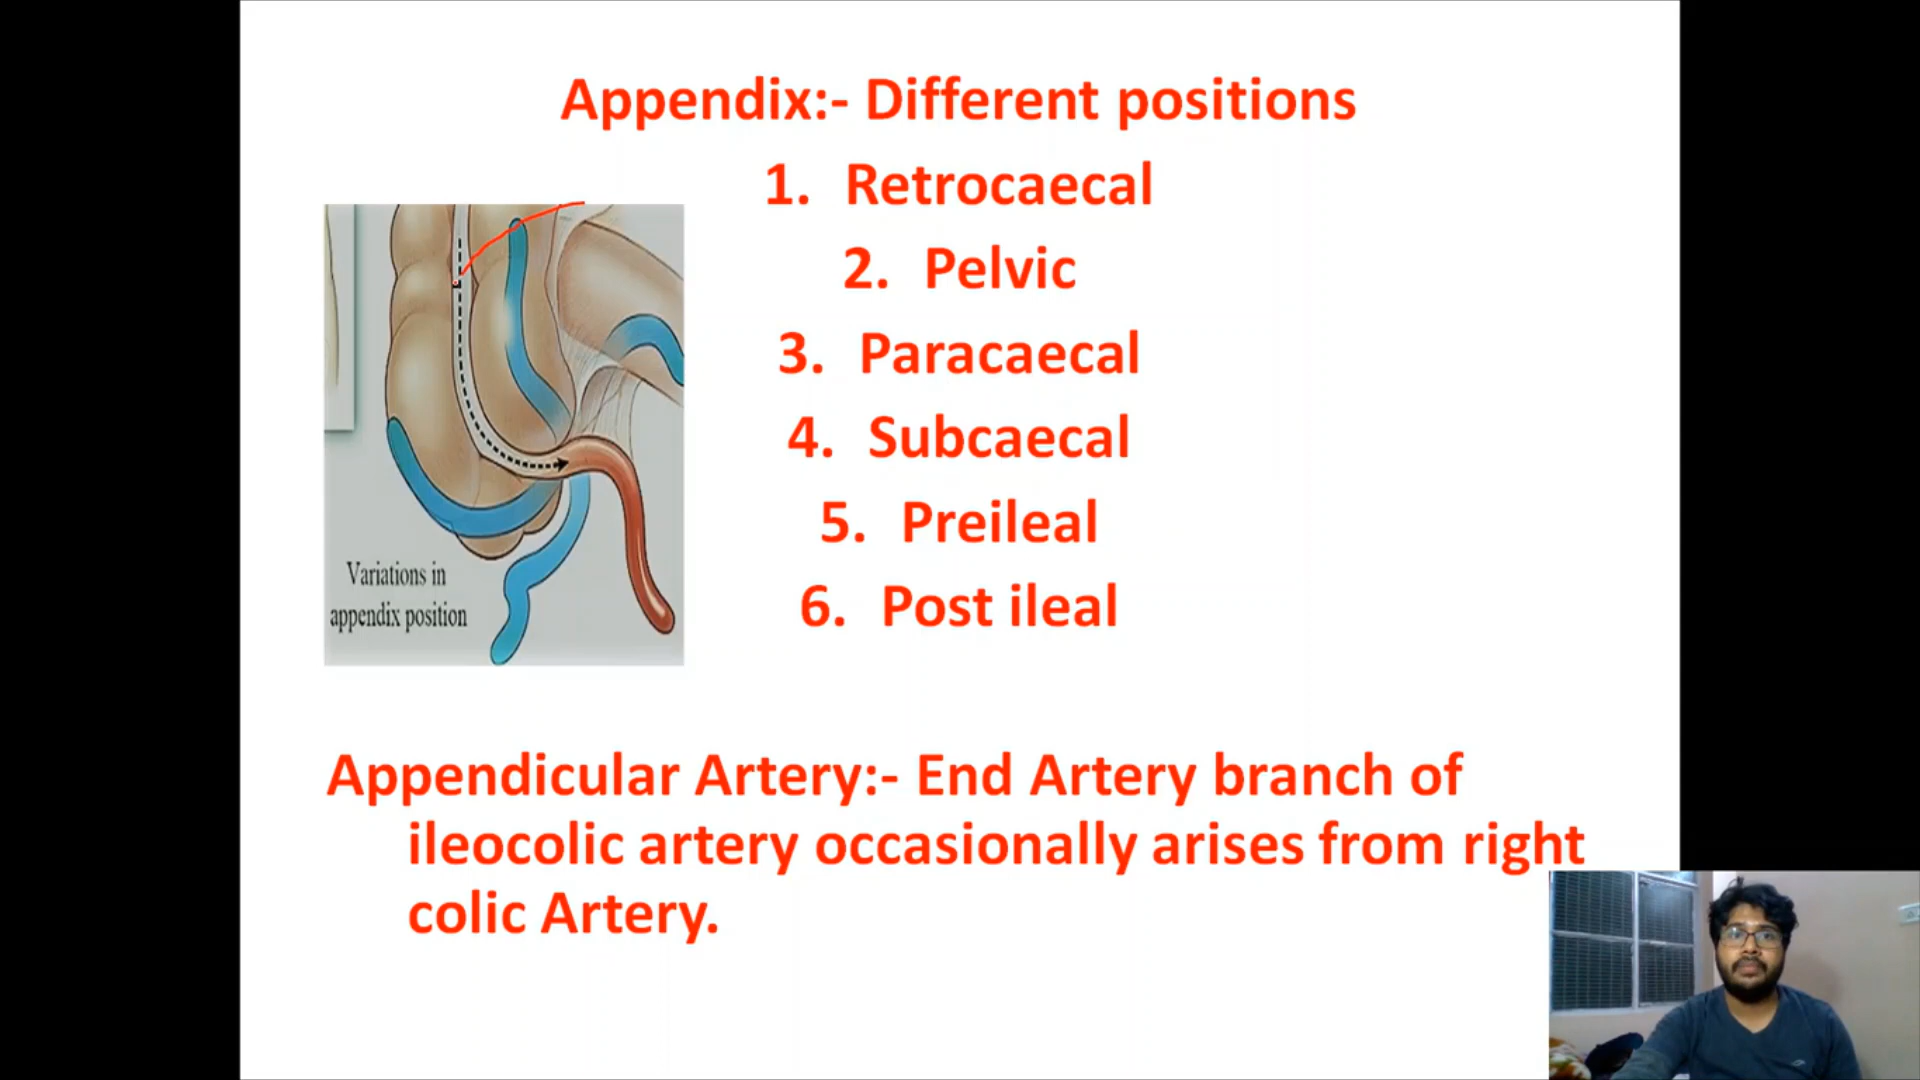 Appendix:- Different positions
1. Retrocaecal
2. Pelvic
3. Paracaecal
4. Subcaecal
5. Preileal
6. Post ileal
Variations in
appendix position
Appendicular Artery:- End Artery branch of
ileocolic artery occasionally arises from right
colic Artery.